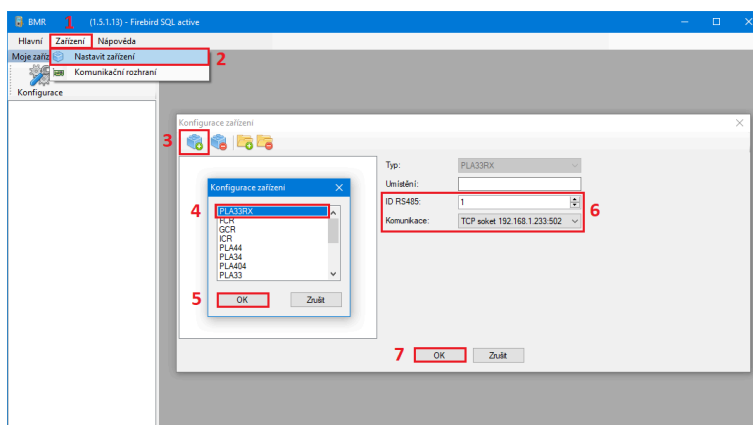 BMR 1 (1.5.1.13) - Firebird SQL active
Hlavní Zařízení Nápověda
Moje zaříz
Nastavit zařízení 2
Komunikační rozhraní
Konfigurace
Konfigurace zařízení
3
Typ: PLA33RX
Umístění:
ID RS485: 1
Komunikace: TCP soket 192.168.1.233:502
6
Konfigurace zařízení
4 PLA33RX
FCR
GCR
ICR
PLA44
PLA34
PLA404
PLA33
5 OK Zrušit
7 OK Zrušit